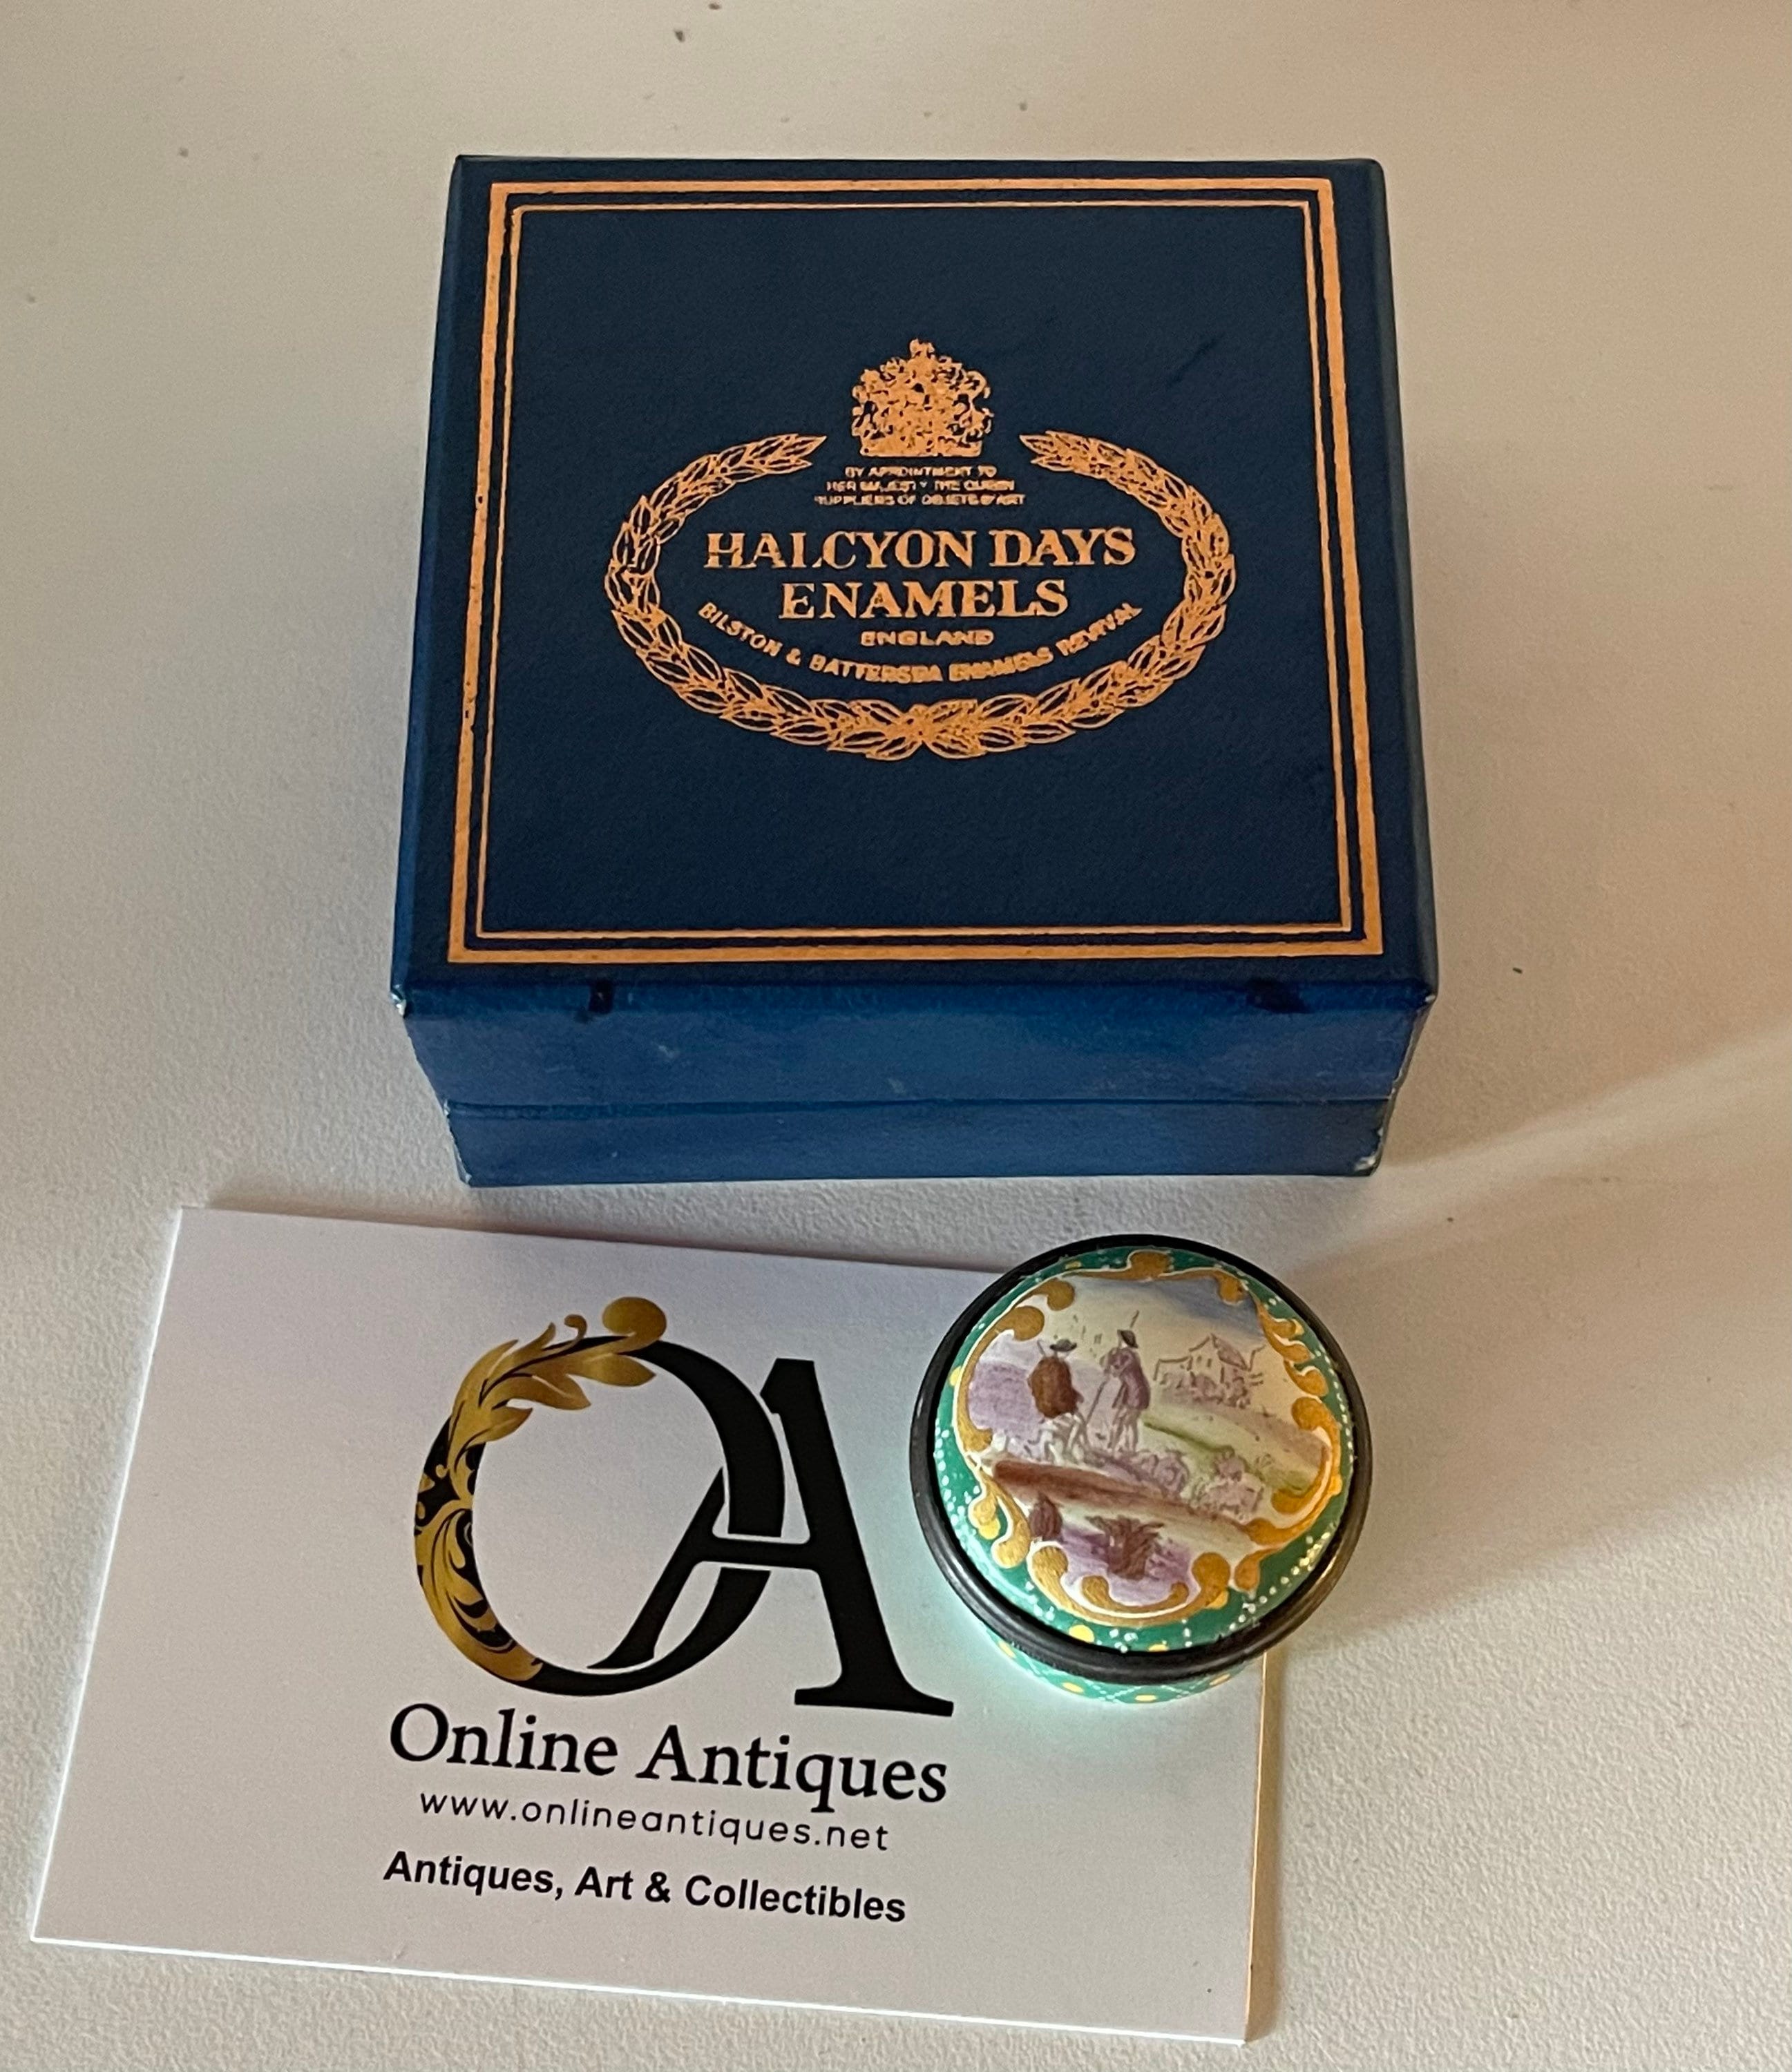 BY APPOINTMENT TO
HER MAJESTY THE QUEEN
SUPPLIERS OF OBJETS D'ART
HALCYON DAYS
ENAMELS
ENGLAND
BILSTON & BATTERSEA ENAMELS REVIVAL
OA
Online Antiques
www.onlineantiques.net
Antiques, Art & Collectibles